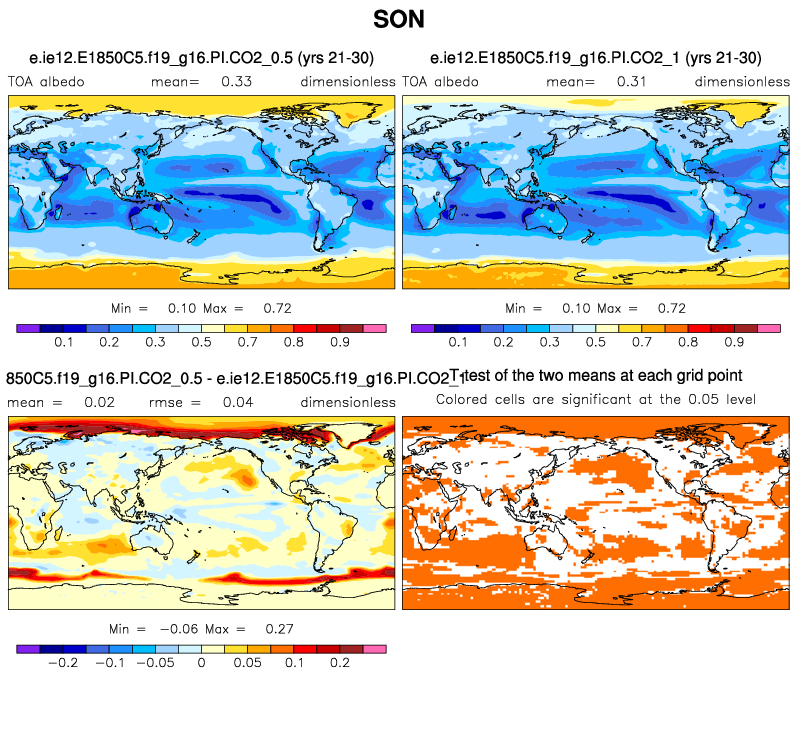 SON
e.ie12.E1850C5.f19_g16.PI.CO2_0.5 (yrs 21-30)
TOA albedo mean= 0.33 dimensionless
Min = 0.10 Max = 0.72
0.1 0.2 0.3 0.5 0.7 0.8 0.9
e.ie12.E1850C5.f19_g16.PI.CO2_1 (yrs 21-30)
TOA albedo mean= 0.31 dimensionless
Min = 0.10 Max = 0.72
0.1 0.2 0.3 0.5 0.7 0.8 0.9
850C5.f19_g16.PI.CO2_0.5 - e.ie12.E1850C5.f19_g16.PI.CO2_1
mean = 0.02 rmse = 0.04 dimensionless
Min = -0.06 Max = 0.27
-0.2 -0.1 -0.05 0 0.05 0.1 0.2
T-test of the two means at each grid point
Colored cells are significant at the 0.05 level